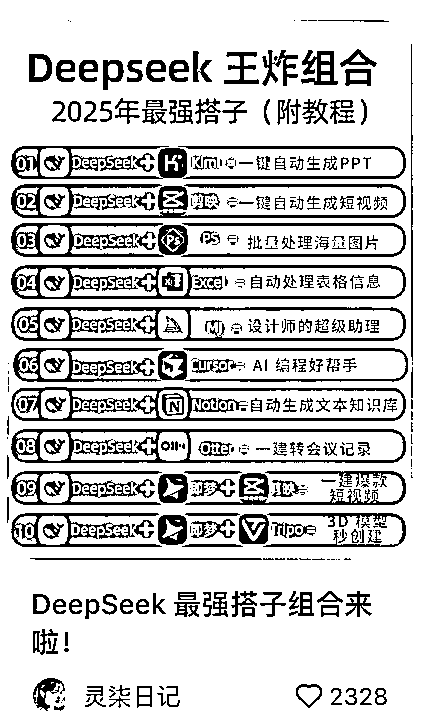 Deepseek 王炸组合
2025年最强搭子（附教程）
01 DeepSeek+Kimi=一键自动生成PPT
02 DeepSeek+剪映=一键自动生成短视频
03 DeepSeek+Ps PS=批量处理海量图片
04 DeepSeek+Excel=自动处理表格信息
05 DeepSeek+Mj=设计师的超级助理
06 DeepSeek+Cursor=AI 编程好帮手
07 DeepSeek+Notion=自动生成文本知识库
08 DeepSeek+Otter=一建转会议记录
09 DeepSeek+即梦+剪映=一建爆款
短视频
10 DeepSeek+即梦+Tripo=3D 模型
秒创建
DeepSeek 最强搭子组合来
啦！
灵柒日记 2328